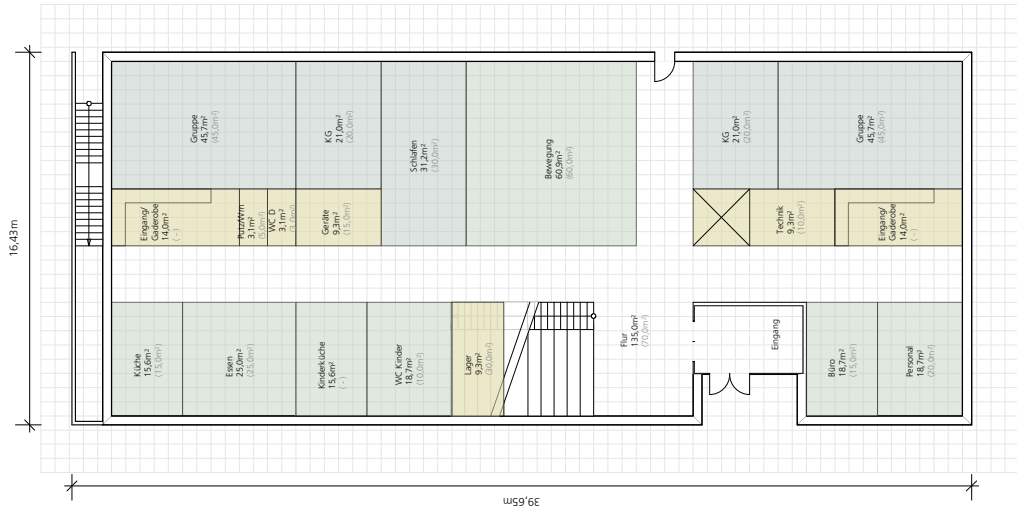 Gruppe
45,7m²
(45,0m²)
KG
21,0m²
(20,0m²)
Schlafen
31,2m²
(30,0m²)
Bewegung
60,9m²
(60,0m²)
KG
21,0m²
(20,0m²)
Gruppe
45,7m²
(45,0m²)
Eingang/
Gaderobe
14,0m²
( - )
Putz/Wm
3,1m²
(5,0m²)
WC D
3,1m²
Geräte
9,3m²
(15,0m²)
Technik
9,3m²
(10,0m²)
Eingang/
Gaderobe
14,0m²
( - )
16,43m
Küche
15,6m²
(15,0m²)
Essen
25,0m²
(25,0m²)
Kinderküche
15,6m²
( - )
WC Kinder
18,7m²
(10,0m²)
Lager
9,3m²
(30,0m²)
Flur
135,0m²
(70,0m²)
Eingang
Büro
18,7m²
(15,0m²)
Personal
18,7m²
(20,0m²)
39,65m